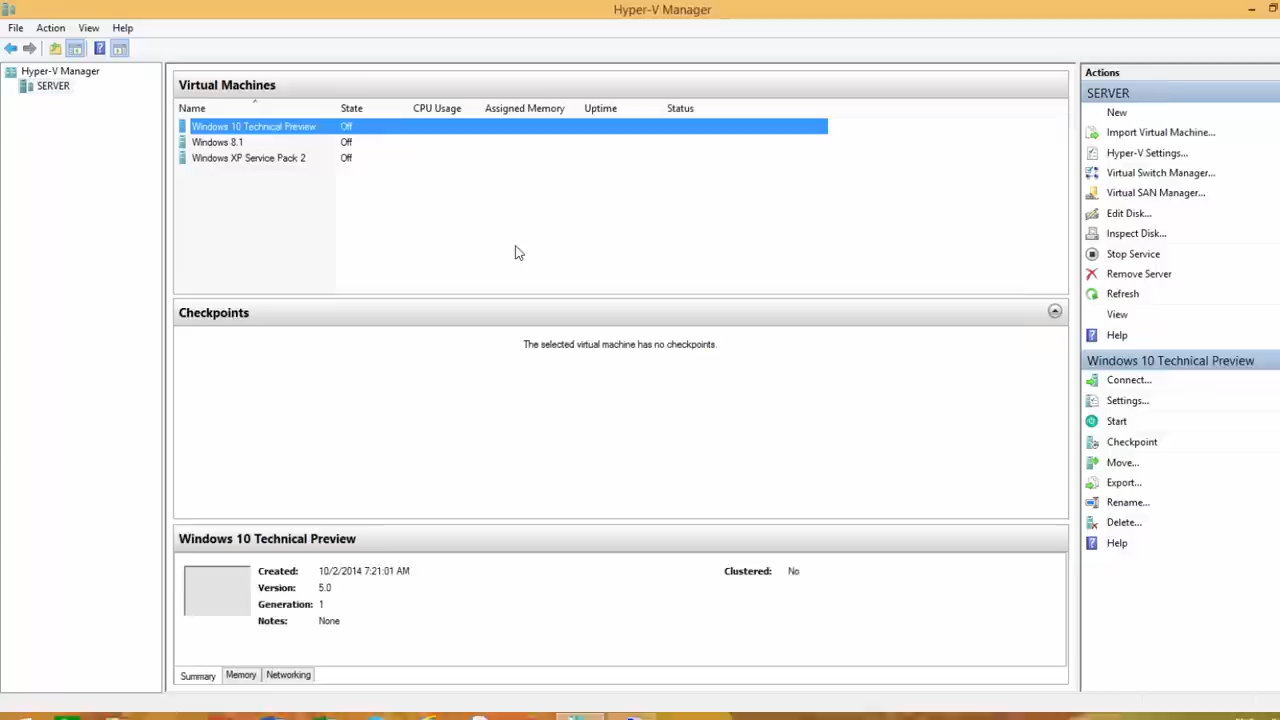 Hyper-V Manager
File Action View Help
Hyper-V Manager
SERVER
Virtual Machines
Name State CPU Usage Assigned Memory Uptime Status
Windows 10 Technical Preview Off
Windows 8.1 Off
Windows XP Service Pack 2 Off
Checkpoints
The selected virtual machine has no checkpoints.
Windows 10 Technical Preview
Created: 10/2/2014 7:21:01 AM Clustered: No
Version: 5.0
Generation: 1
Notes: None
Summary Memory Networking
Actions
SERVER
New
Import Virtual Machine...
Hyper-V Settings...
Virtual Switch Manager...
Virtual SAN Manager...
Edit Disk...
Inspect Disk...
Stop Service
Remove Server
Refresh
View
Help
Windows 10 Technical Preview
Connect...
Settings...
Start
Checkpoint
Move...
Export...
Rename...
Delete...
Help